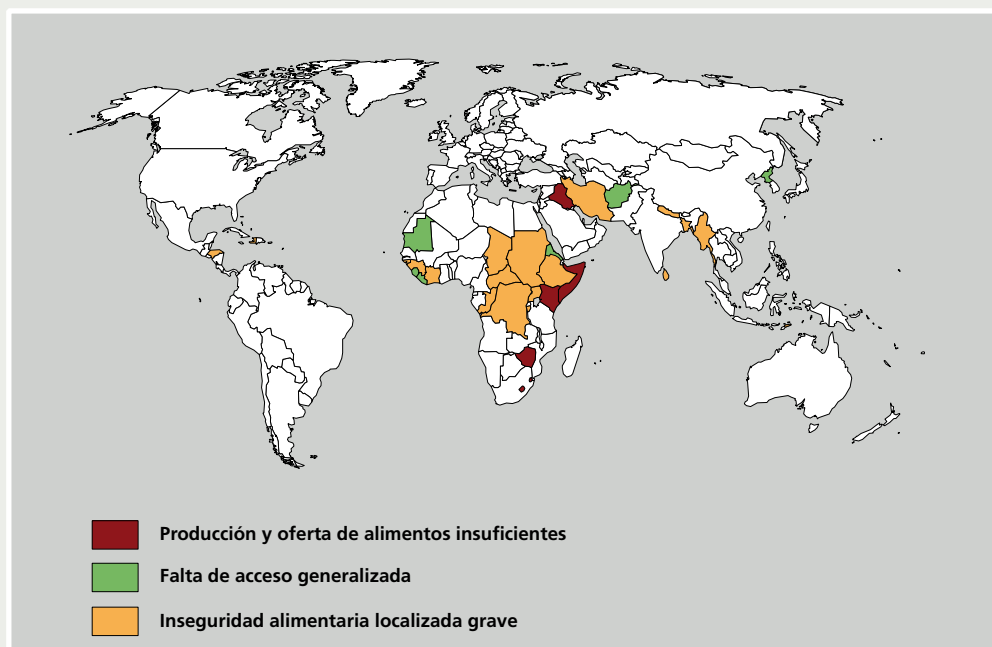 Producción y oferta de alimentos insuficientes
Falta de acceso generalizada
Inseguridad alimentaria localizada grave